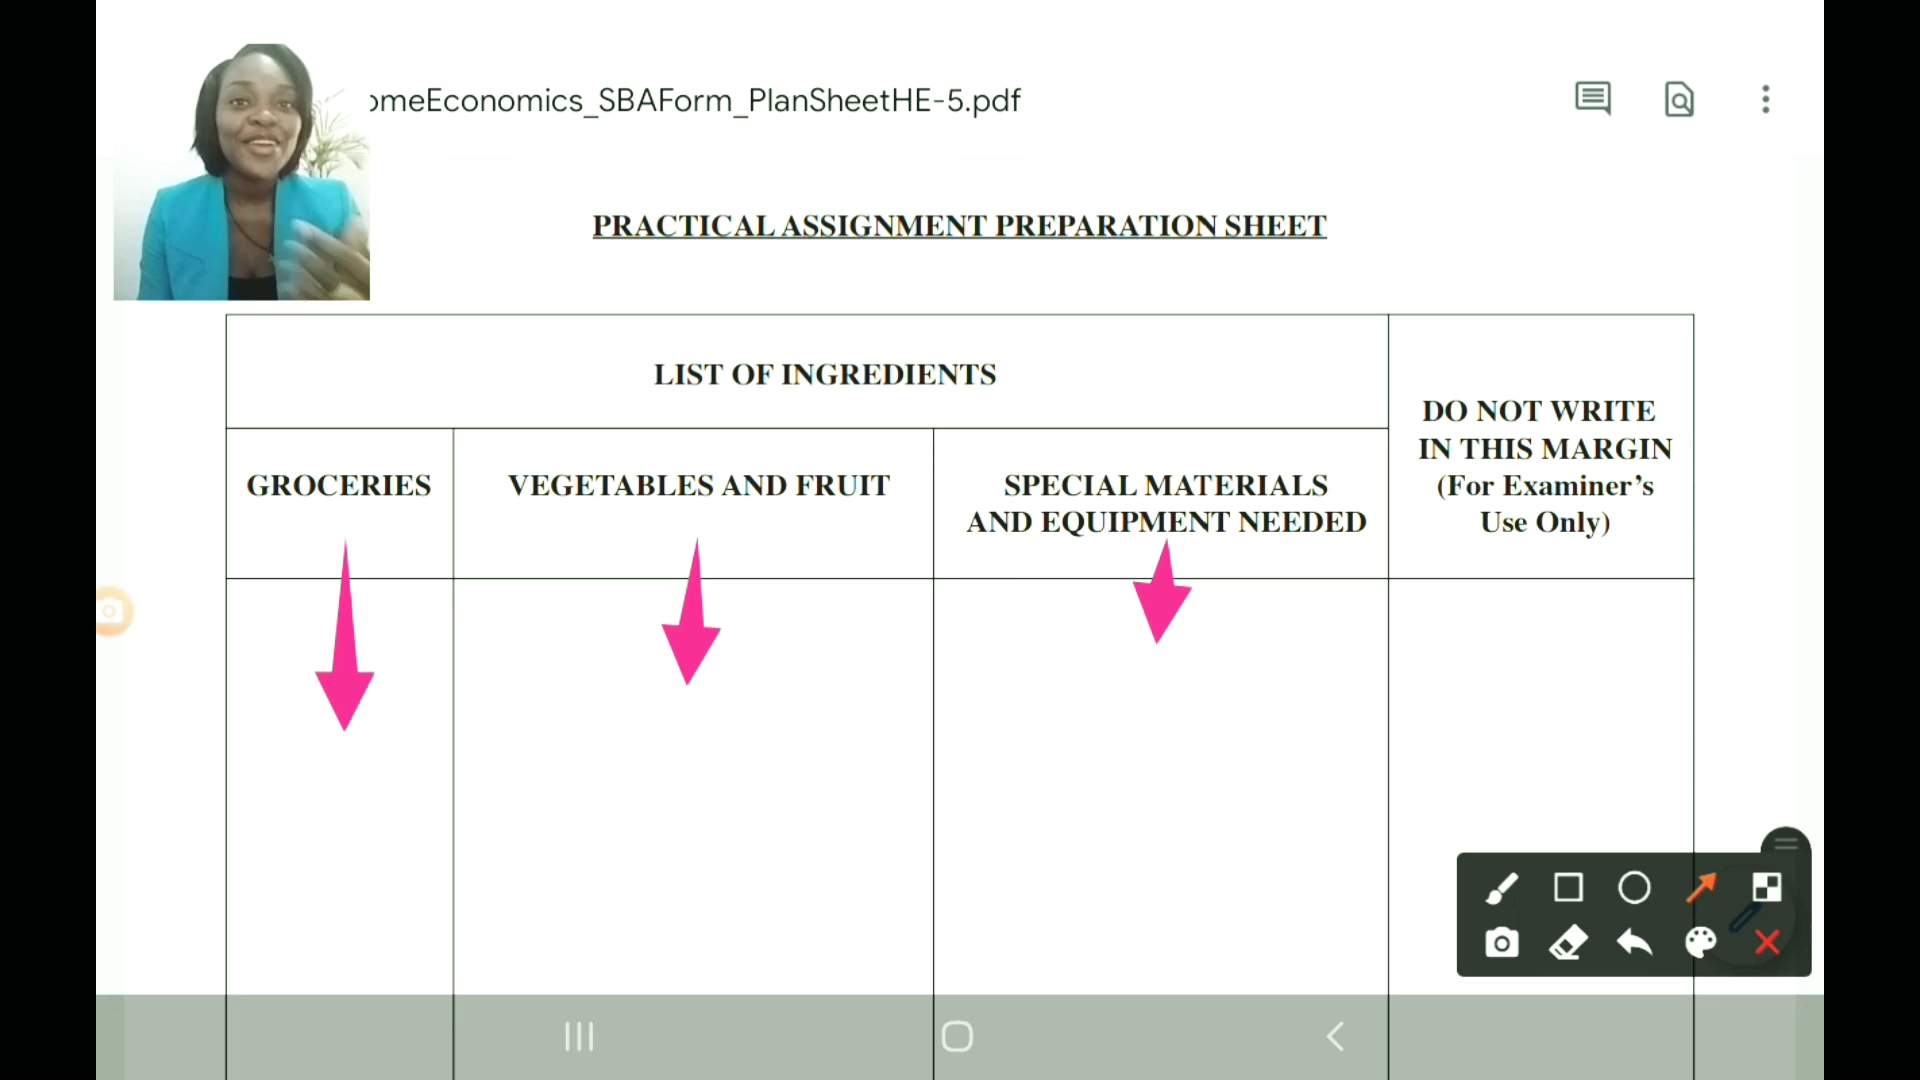 omeEconomics_SBAForm_PlanSheetHE-5.pdf
PRACTICAL ASSIGNMENT PREPARATION SHEET
LIST OF INGREDIENTS
DO NOT WRITE
IN THIS MARGIN
(For Examiner’s
Use Only)
GROCERIES
VEGETABLES AND FRUIT
SPECIAL MATERIALS
AND EQUIPMENT NEEDED